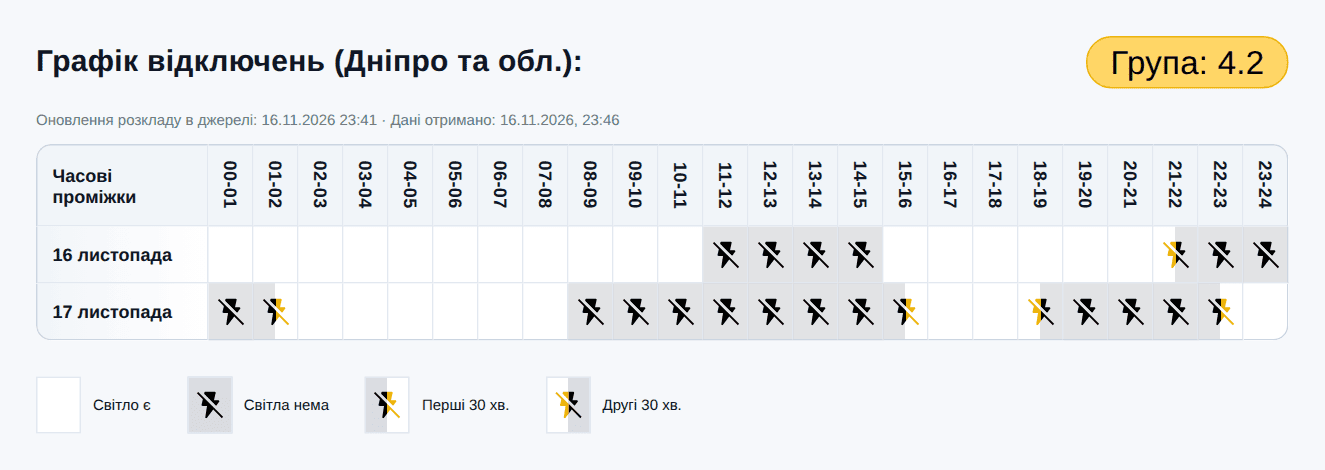 Графік відключень (Дніпро та обл.):
Група: 4.2
Оновлення розкладу в джерелі: 16.11.2026 23:41 · Дані отримано: 16.11.2026, 23:46
Часові проміжки 00-01 01-02 02-03 03-04 04-05 05-06 06-07 07-08 08-09 09-10 10-11 11-12 12-13 13-14 14-15 15-16 16-17 17-18 18-19 19-20 20-21 21-22 22-23 23-24
16 листопада
17 листопада
Світло є Світла нема Перші 30 хв. Другі 30 хв.